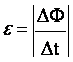 ε = |ΔΦ/Δt|